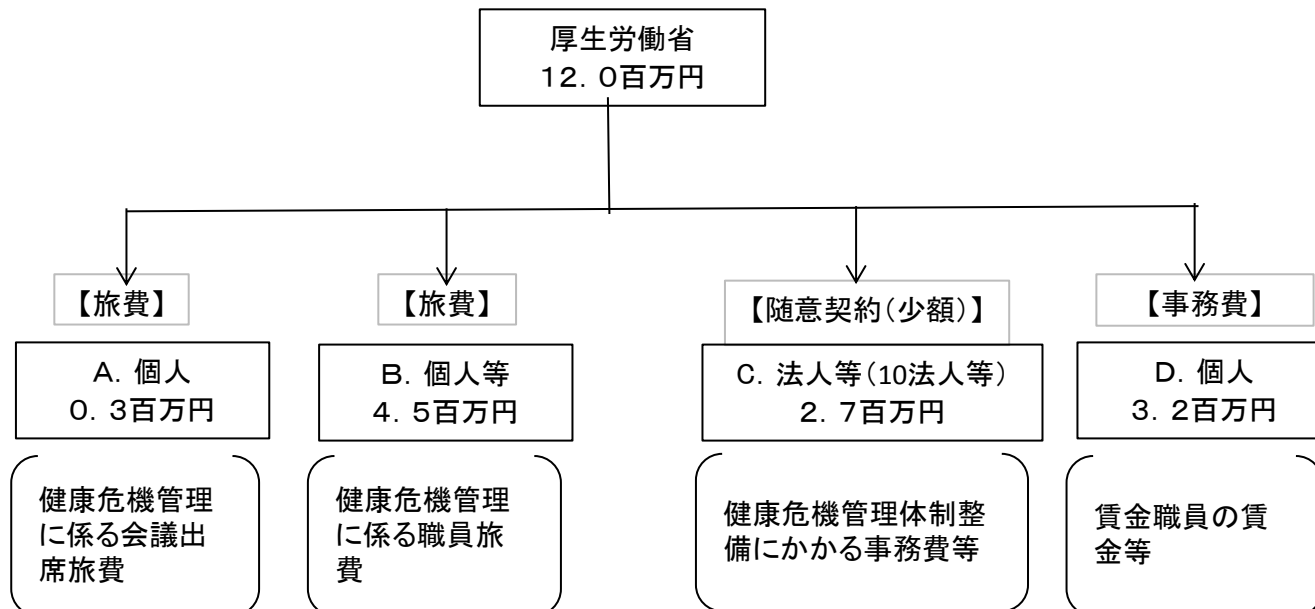 厚生労働省
１２．０百万円
【旅費】
【旅費】
【随意契約（少額）】
【事務費】
A．個人
０．３百万円
B．個人等
４．５百万円
C．法人等（10法人等）
２．７百万円
D．個人
３．２百万円
健康危機管理
に係る会議出
席旅費
健康危機管理
に係る職員旅
費
健康危機管理体制整
備にかかる事務費等
賃金職員の賃
金等